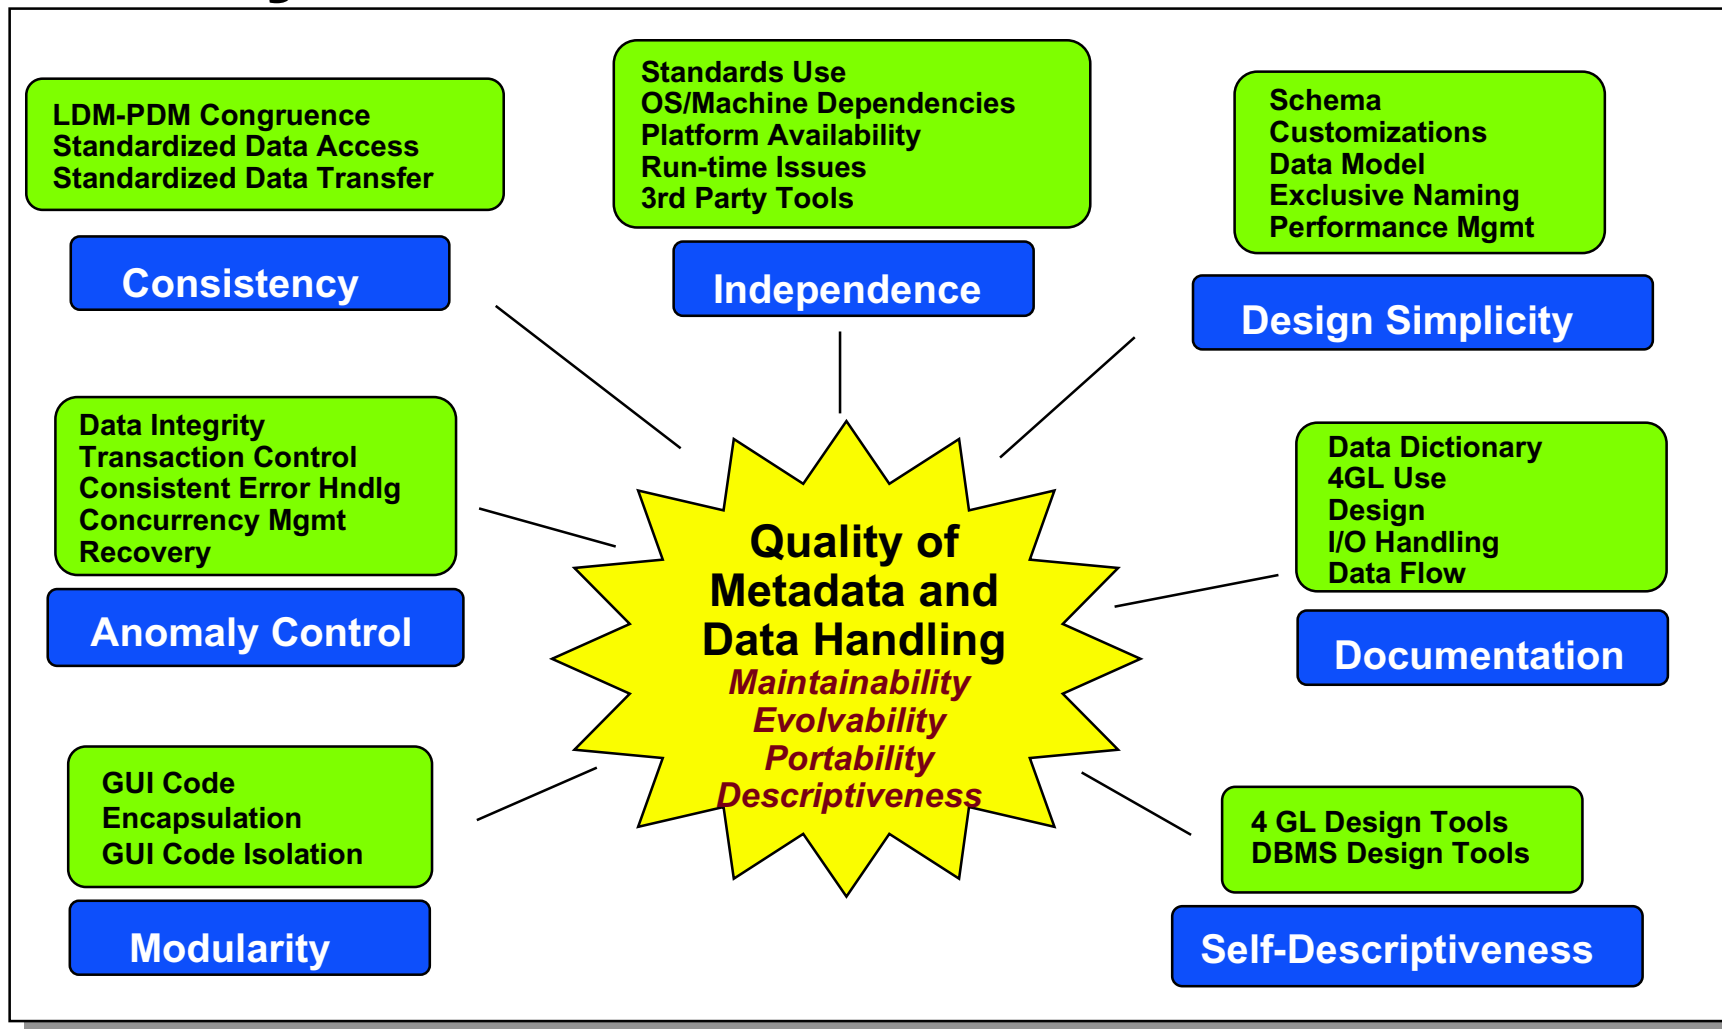 LDM-PDM Congruence
Standardized Data Access
Standardized Data Transfer
Consistency
Standards Use
OS/Machine Dependencies
Platform Availability
Run-time Issues
3rd Party Tools
Independence
Schema
Customizations
Data Model
Exclusive Naming
Performance Mgmt
Design Simplicity
Data Integrity
Transaction Control
Consistent Error Hndlg
Concurrency Mgmt
Recovery
Anomaly Control
Quality of
Metadata and
Data Handling
Maintainability
Evolvability
Portability
Descriptiveness
Data Dictionary
4GL Use
Design
I/O Handling
Data Flow
Documentation
GUI Code
Encapsulation
GUI Code Isolation
Modularity
4 GL Design Tools
DBMS Design Tools
Self-Descriptiveness